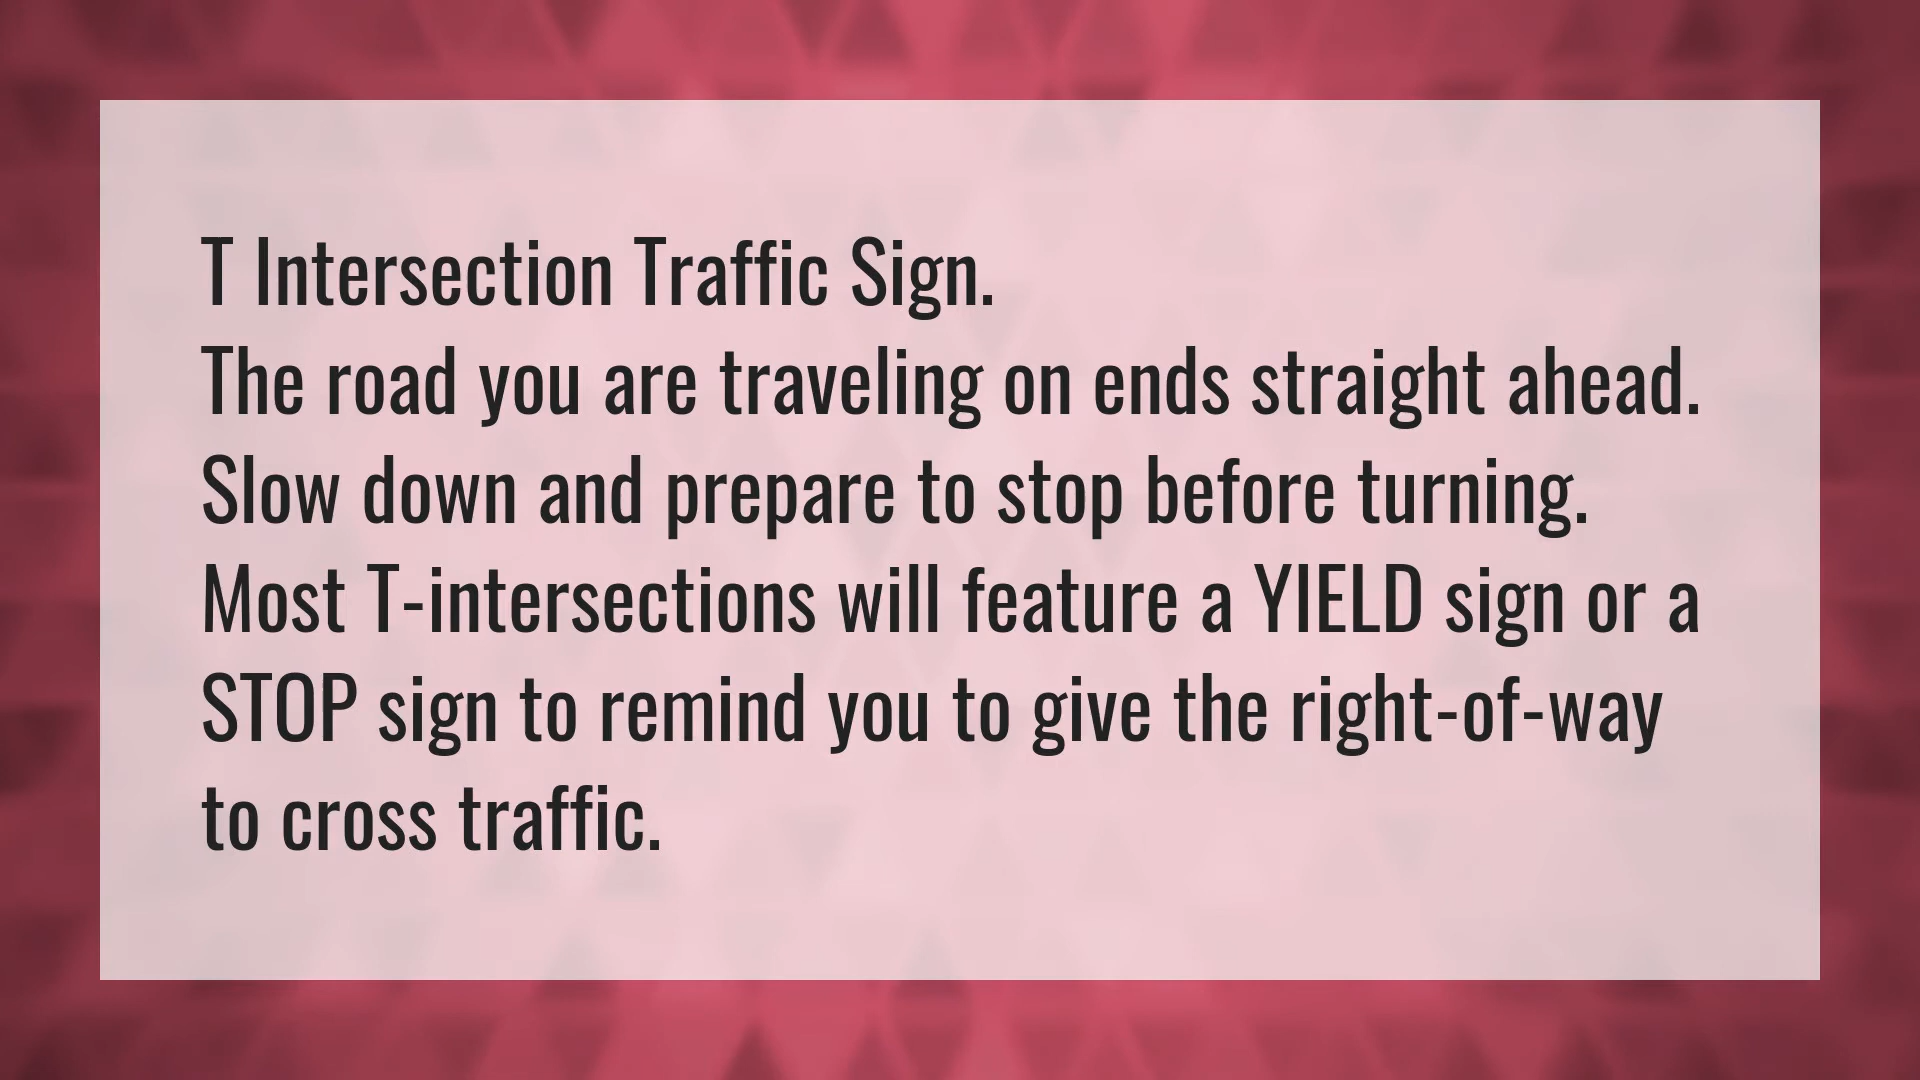 T Intersection Traffic Sign.
The road you are traveling on ends straight ahead.
Slow down and prepare to stop before turning.
Most T-intersections will feature a YIELD sign or a
STOP sign to remind you to give the right-of-way
to cross traffic.